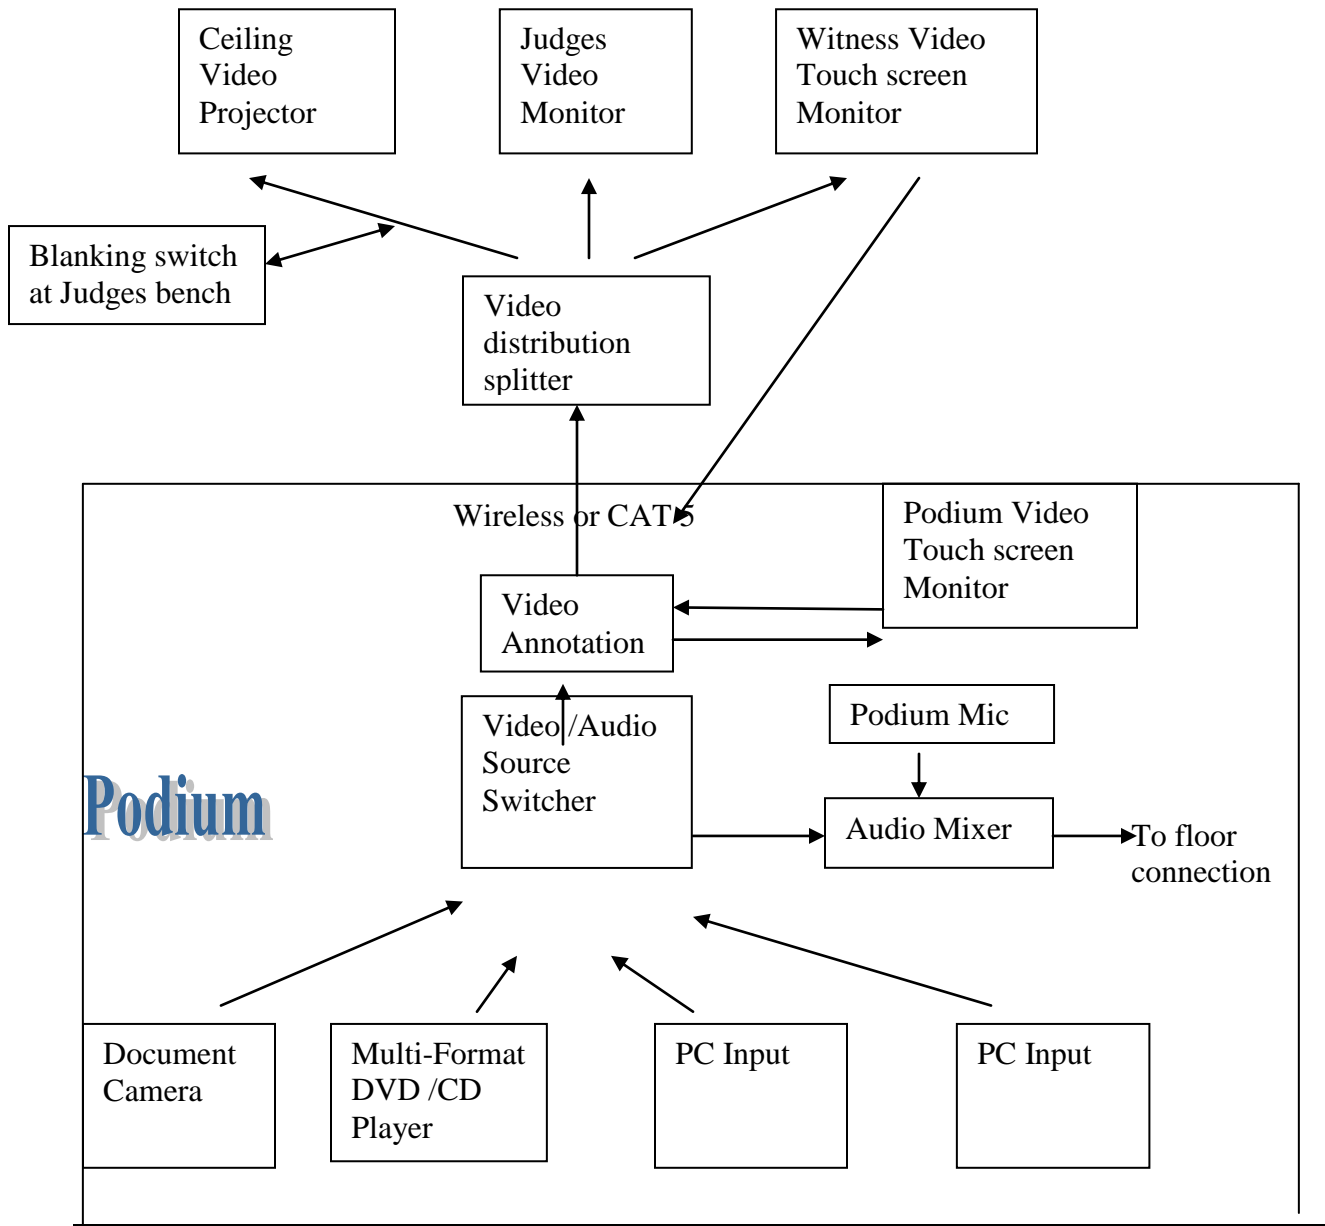 Ceiling
Video
Projector
Judges
Video
Monitor
Witness Video
Touch screen
Monitor
Blanking switch
at Judges bench
Video
distribution
splitter
Wireless or CAT 5
Podium Video
Touch screen
Monitor
Video
Annotation
Video /Audio
Source
Switcher
Podium Mic
Podium
Audio Mixer
To floor
connection
Document
Camera
Multi-Format
DVD /CD
Player
PC Input
PC Input